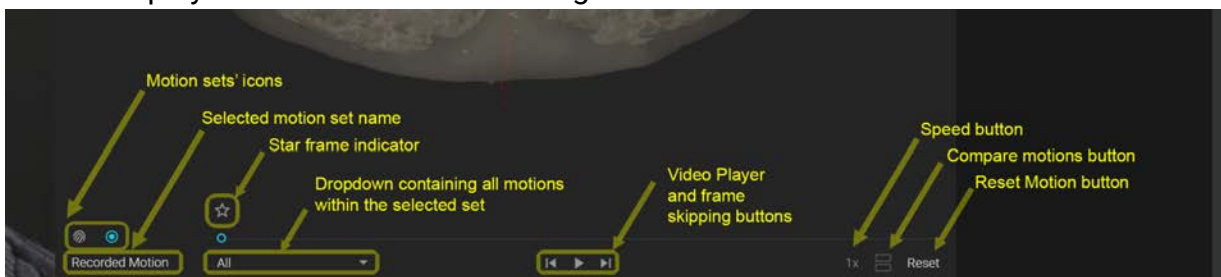 Motion sets' icons
Selected motion set name
Star frame indicator
Dropdown containing all motions
within the selected set
Video Player
and frame
skipping buttons
Speed button
Compare motions button
Reset Motion button
Recorded Motion
All
1x
Reset